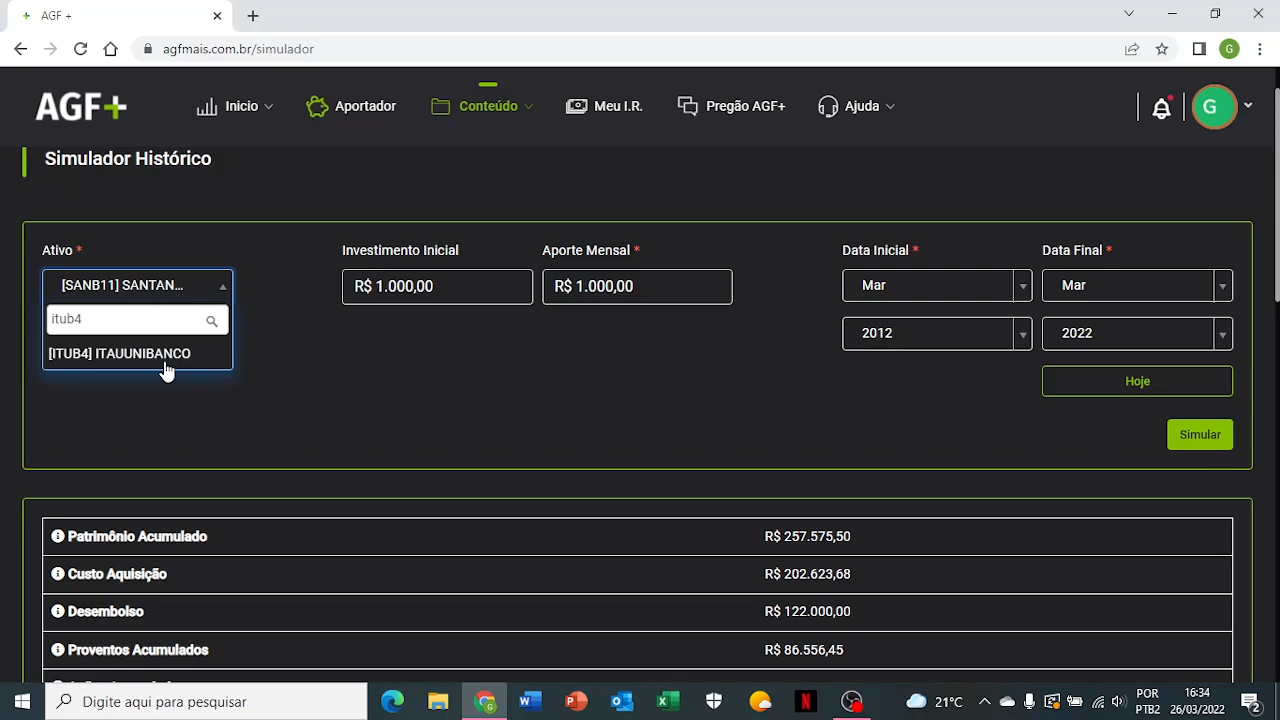 AGF +
agfmais.com.br/simulador
G
AGF+
Inicio
Aportador
Conteúdo
Meu I.R.
Pregão AGF+
Ajuda
G
Simulador Histórico
Ativo *
Investimento Inicial
Aporte Mensal *
Data Inicial *
Data Final *
[SANB11] SANTAN...
R$ 1.000,00
R$ 1.000,00
Mar
Mar
itub4
2012
2022
[ITUB4] ITAUUNIBANCO
Hoje
Simular
Patrimônio Acumulado
R$ 257.575,50
Custo Aquisição
R$ 202.623,68
Desembolso
R$ 122.000,00
Proventos Acumulados
R$ 86.556,45
Digite aqui para pesquisar
21°C
POR
PTB2
16:34
26/03/2022
2